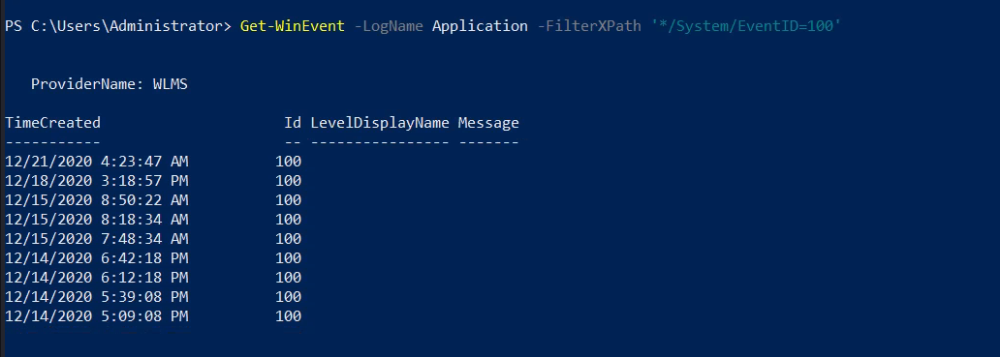 PS C:\Users\Administrator> Get-WinEvent -LogName Application -FilterXPath '*/System/EventID=100'
ProviderName: WLMS
TimeCreated Id LevelDisplayName Message
----------- -- ---------------- -------
12/21/2020 4:23:47 AM 100
12/18/2020 3:18:57 PM 100
12/15/2020 8:50:22 AM 100
12/15/2020 8:18:34 AM 100
12/15/2020 7:48:34 AM 100
12/14/2020 6:42:18 PM 100
12/14/2020 6:12:18 PM 100
12/14/2020 5:39:08 PM 100
12/14/2020 5:09:08 PM 100